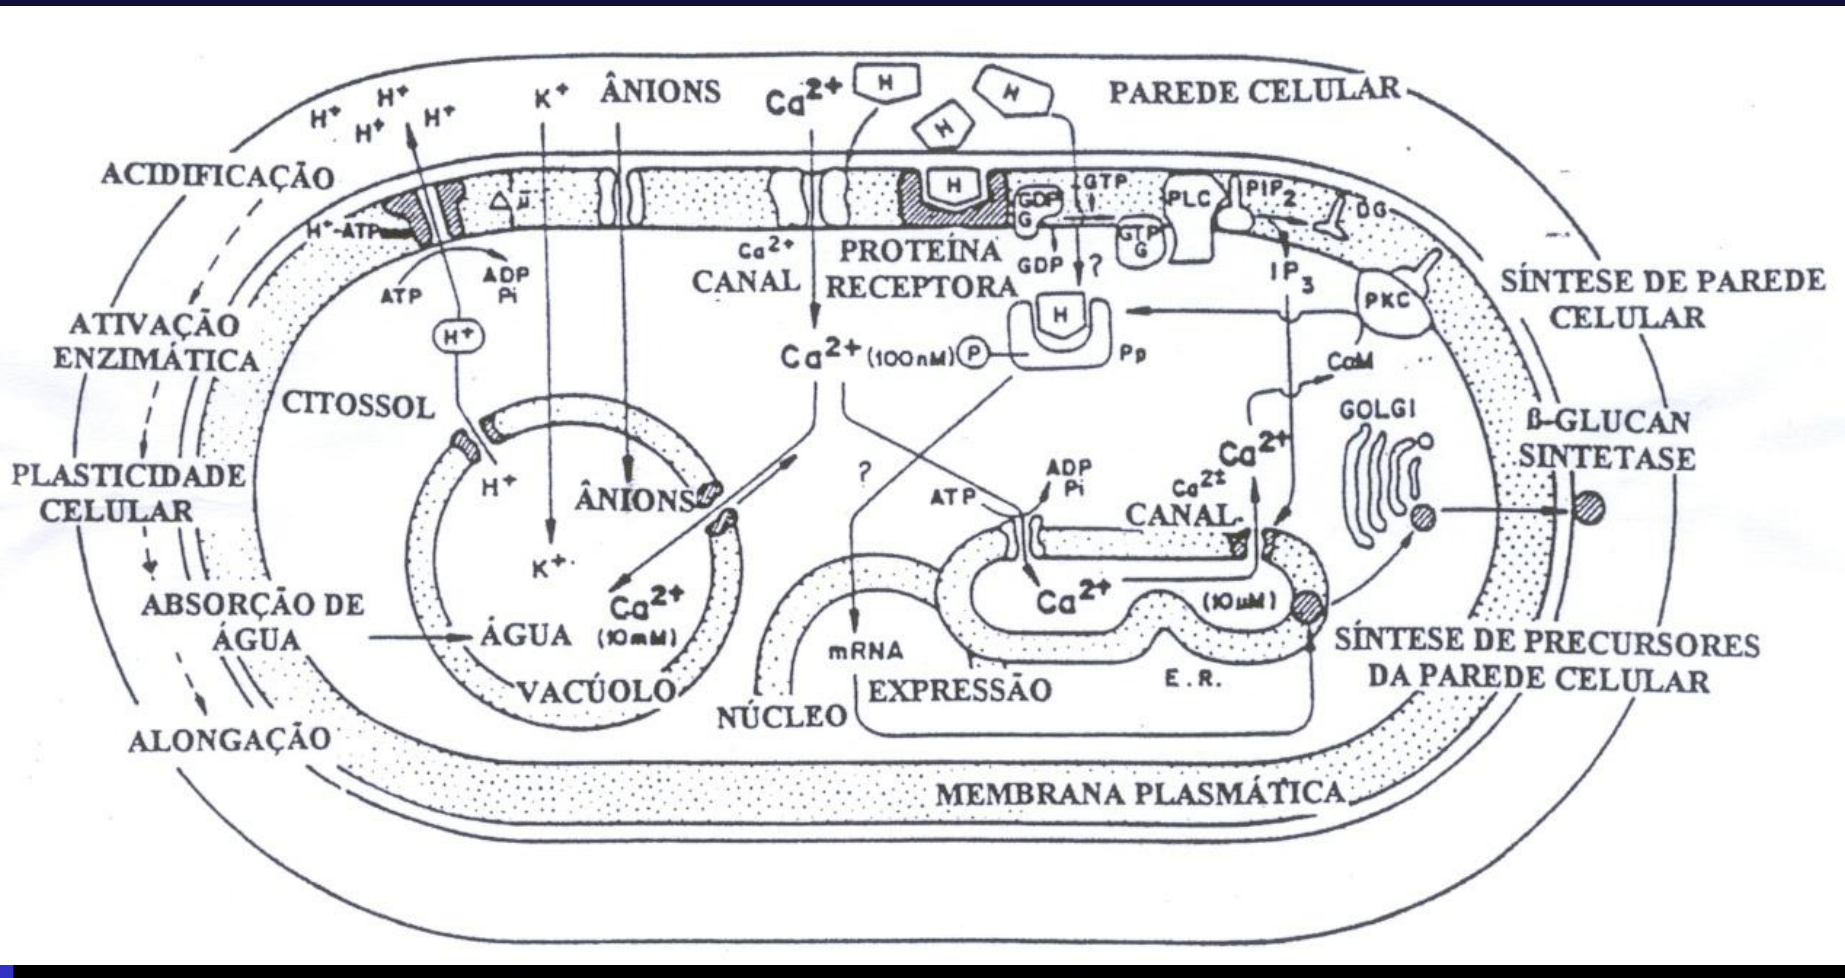 H+
H+
H+
H+
K+
ÂNIONS
Ca2+
H
H
H
PAREDE CELULAR
ACIDIFICAÇÃO
H+-ATP
Δμ̄
H
GDP
G
GTP
GTP
G
PLC
PIP2
DG
ATP
ADP
Pi
Ca2+
CANAL
PROTEÍNA
RECEPTORA
GDP
?
IP3
PKC
SÍNTESE DE PAREDE
CELULAR
ATIVAÇÃO
ENZIMÁTICA
H+
Ca2+ (100nM)
P
H
Pp
CaM
CITOSSOL
GOLGI
ß-GLUCAN
SINTETASE
PLASTICIDADE
CELULAR
H+
ÂNIONS
?
ATP
ADP
Pi
Ca2+
CANAL
Ca2+
K+
Ca2+
(10mM)
Ca2+
(10µM)
ABSORÇÃO DE
ÁGUA
ÁGUA
VACÚOLO
mRNA
EXPRESSÃO
NÚCLEO
E.R.
SÍNTESE DE PRECURSORES
DA PAREDE CELULAR
ALONGAÇÃO
MEMBRANA PLASMÁTICA